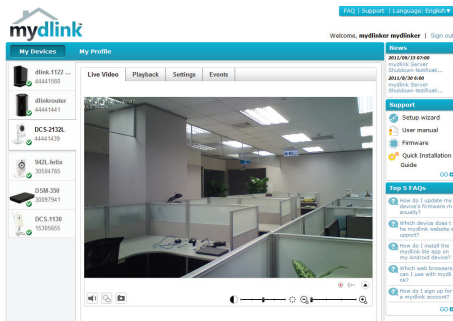 FAQ | Support | Language: English
mydlink
Welcome, mydlinker mydlinker | Sign out
My Devices
My Profile
dlink.1122 ...
44441560
dlinkrouter
44441441
DCS-2132L
44441439
942L.felix
30504765
DSM-350
30097941
DCS-1130
15395655
Live Video
Playback
Settings
Events
News
2011/09/15 07:00
mydlink Server
Shutdown Notificati...
2011/8/30 6:00
mydlink Server
Shutdown Notificati...
Support
Setup wizard
User manual
Firmware
Quick Installation
Guide
GO
Top 5 FAQs
How do I update my
device's firmware m
anually?
Which device does t
he mydlink website s
upport?
How do I install the
mydlink lite app on
my Android device?
Which web browsers
can I use with mydli
nk?
How do I sign up for
a mydlink account?
GO